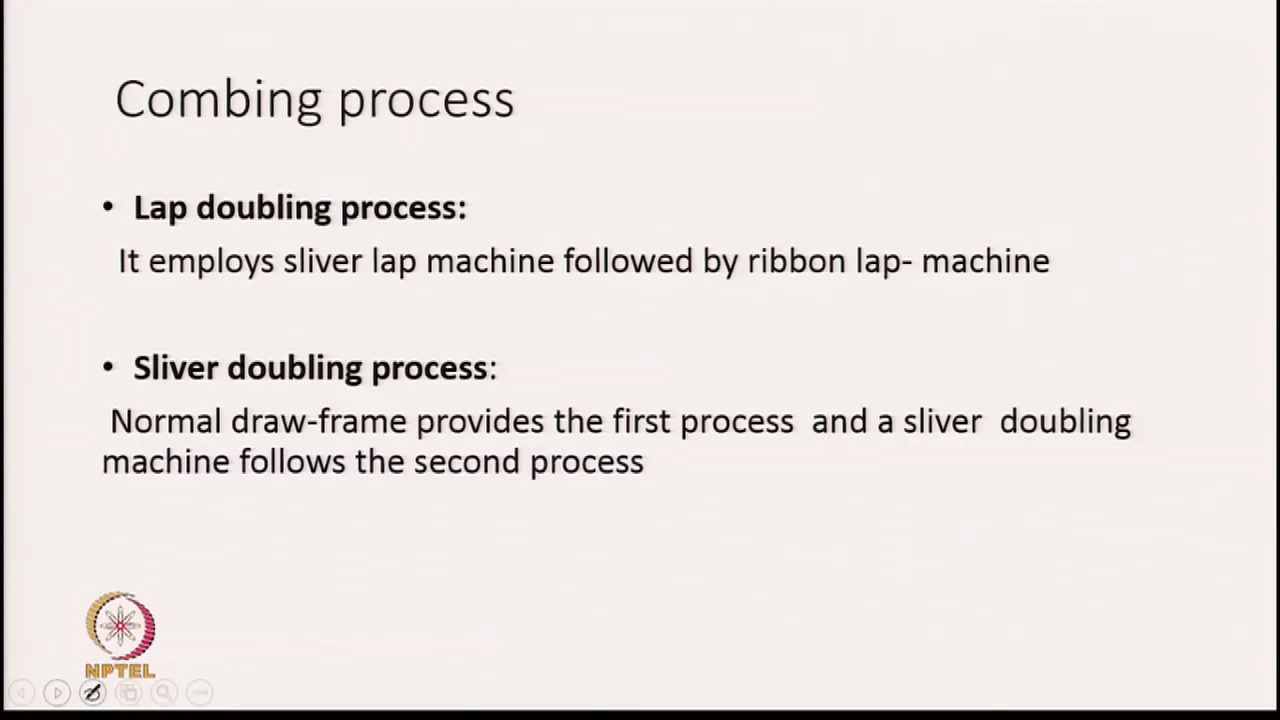 Combing process
• Lap doubling process:
It employs sliver lap machine followed by ribbon lap- machine
• Sliver doubling process:
Normal draw-frame provides the first process and a sliver doubling
machine follows the second process
NPTEL